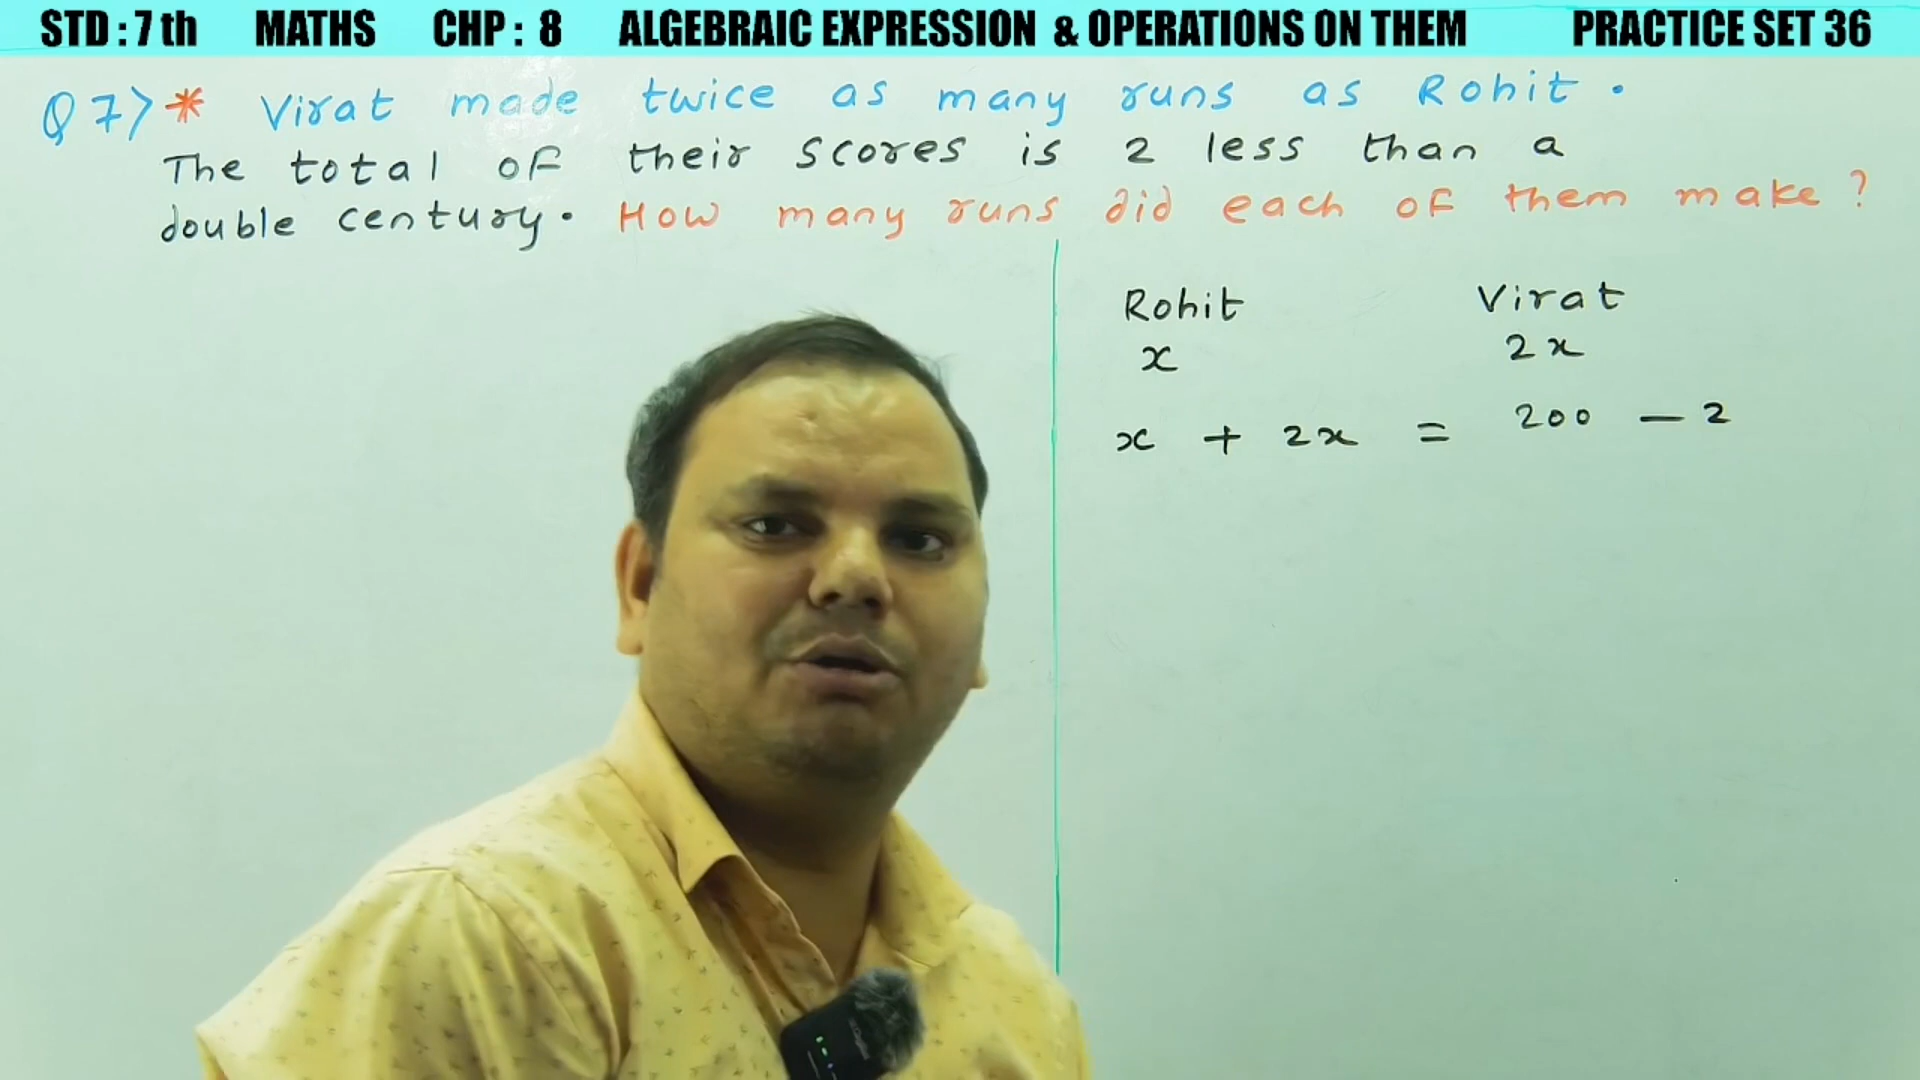 STD : 7 th MATHS CHP : 8 ALGEBRAIC EXPRESSION & OPERATIONS ON THEM PRACTICE SET 36
Q 7) * Virat made twice as many runs as Rohit.
The total of their scores is 2 less than a
double century. How many runs did each of them make?
Rohit Virat
x 2x
x + 2x = 200 - 2